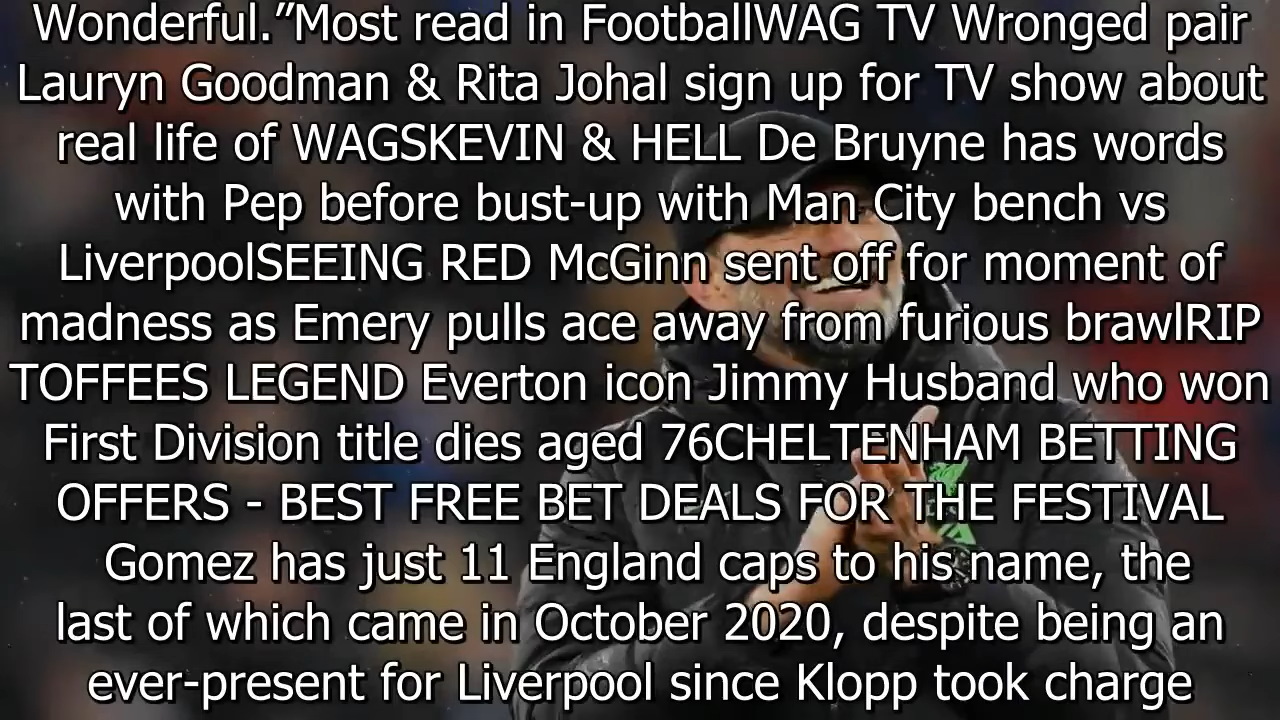 Wonderful.”Most read in FootballWAG TV Wronged pair
Lauryn Goodman & Rita Johal sign up for TV show about
real life of WAGSKEVIN & HELL De Bruyne has words
with Pep before bust-up with Man City bench vs
LiverpoolSEEING RED McGinn sent off for moment of
madness as Emery pulls ace away from furious brawlRIP
TOFFEES LEGEND Everton icon Jimmy Husband who won
First Division title dies aged 76CHELTENHAM BETTING
OFFERS - BEST FREE BET DEALS FOR THE FESTIVAL
Gomez has just 11 England caps to his name, the
last of which came in October 2020, despite being an
ever-present for Liverpool since Klopp took charge